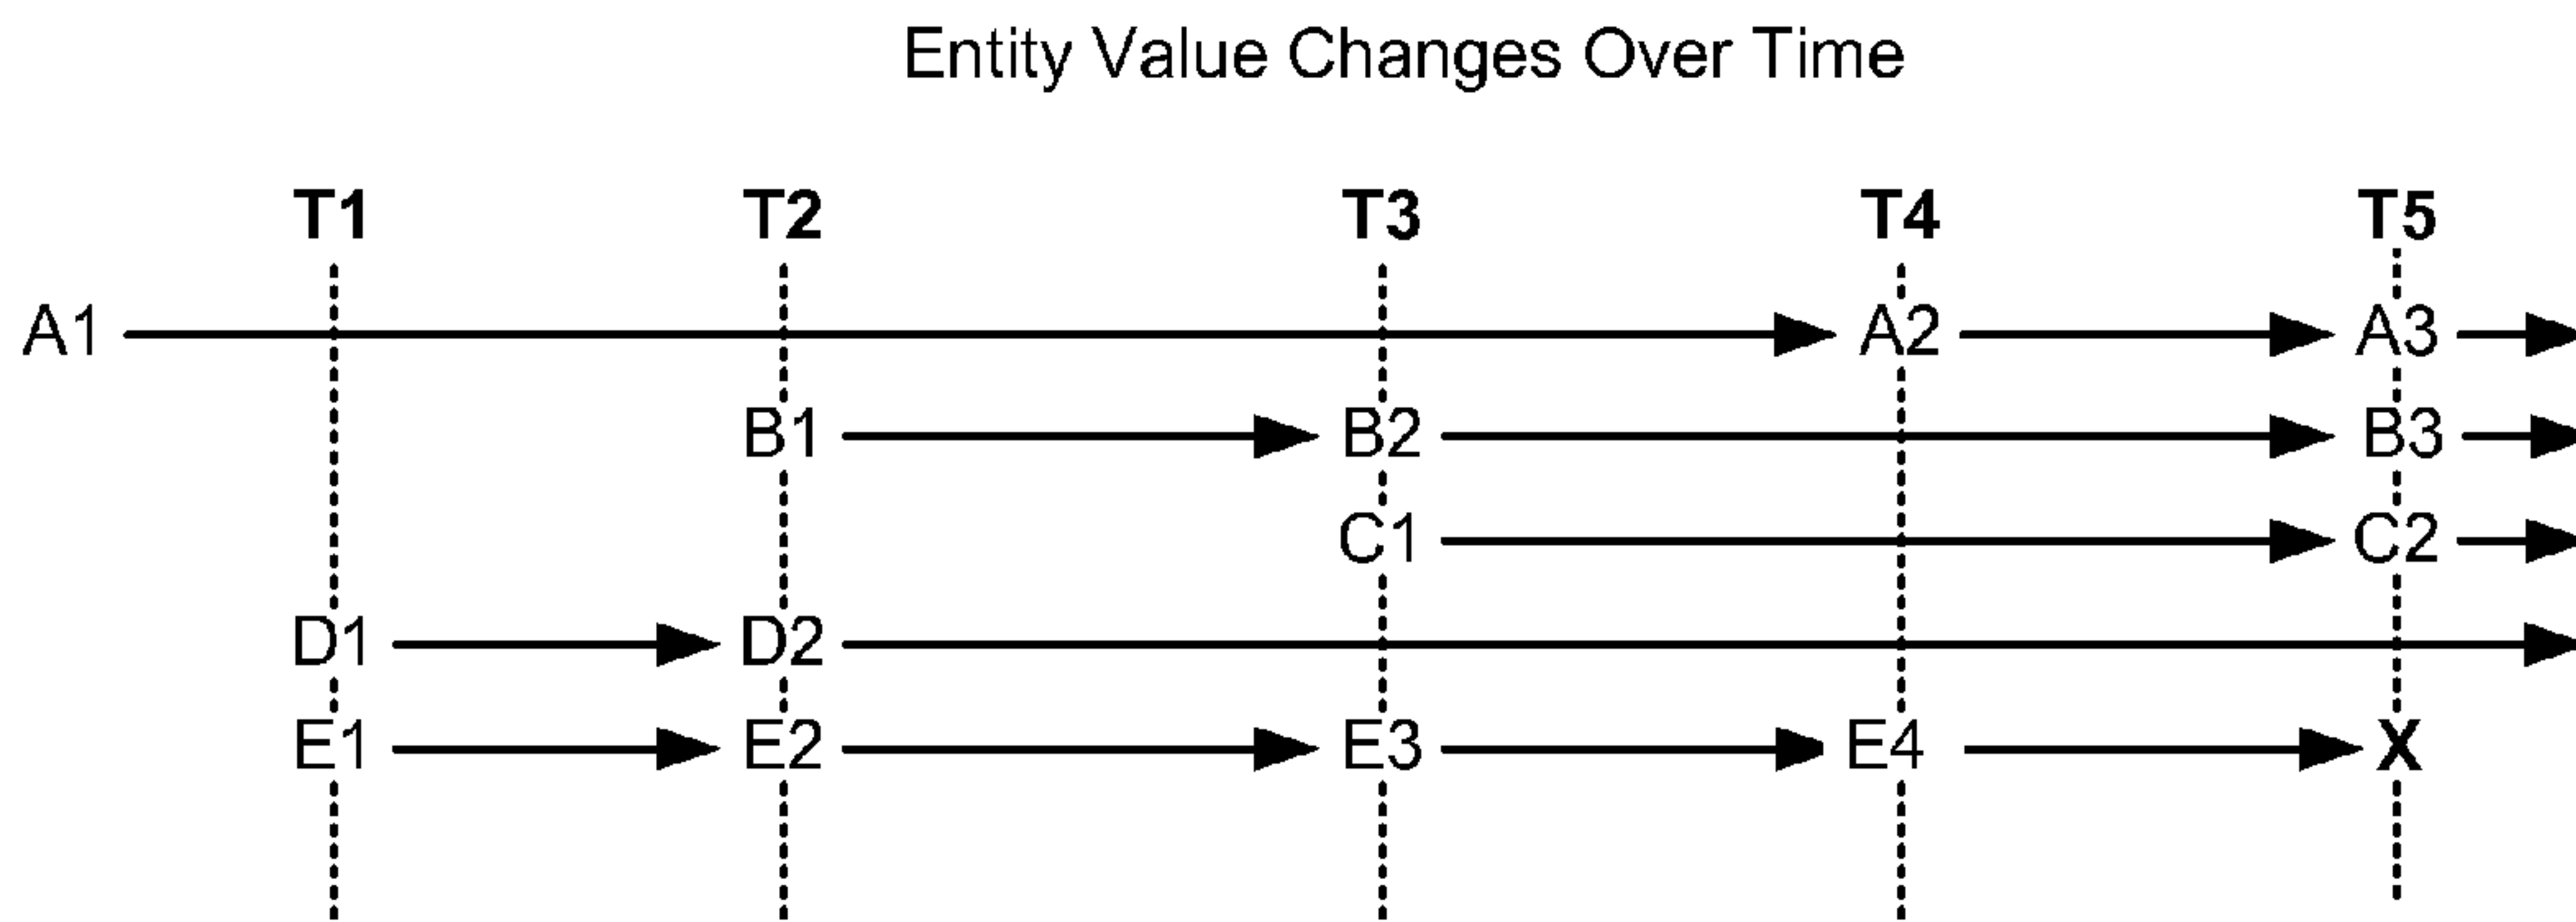 Entity Value Changes Over Time
T1 T2 T3 T4 T5
A1 A2 A3
B1 B2 B3
C1 C2
D1 D2
E1 E2 E3 E4 X